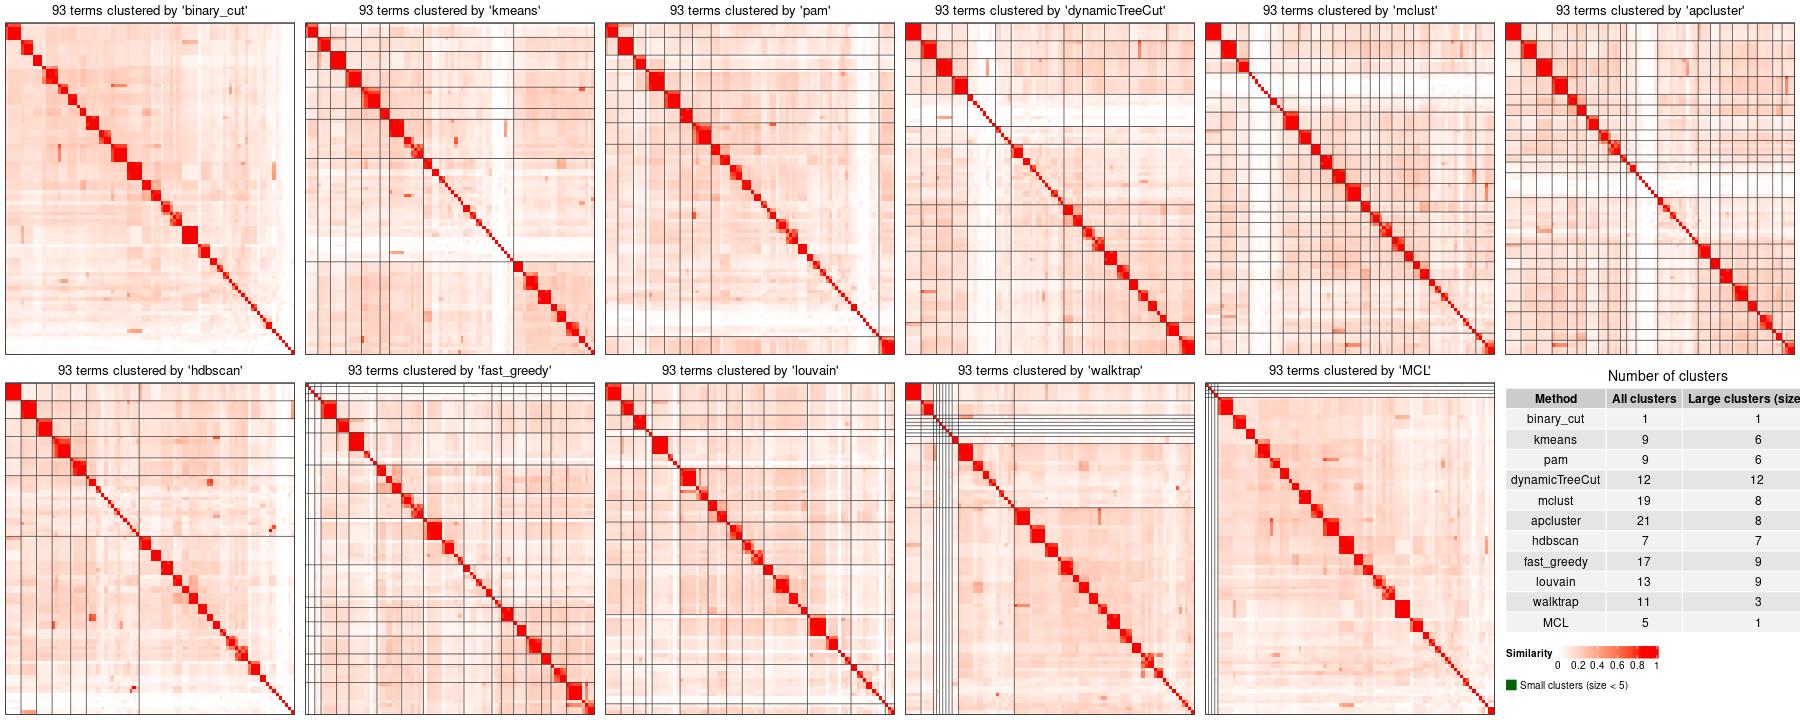 93 terms clustered by 'binary_cut'
93 terms clustered by 'kmeans'
93 terms clustered by 'pam'
93 terms clustered by 'dynamicTreeCut'
93 terms clustered by 'mclust'
93 terms clustered by 'apcluster'
93 terms clustered by 'hdbscan'
93 terms clustered by 'fast_greedy'
93 terms clustered by 'louvain'
93 terms clustered by 'walktrap'
93 terms clustered by 'MCL'
Number of clusters
Method All clusters Large clusters (size
binary_cut 1 1
kmeans 9 6
pam 9 6
dynamicTreeCut 12 12
mclust 19 8
apcluster 21 8
hdbscan 7 7
fast_greedy 17 9
louvain 13 9
walktrap 11 3
MCL 5 1
Similarity
0 0.2 0.4 0.6 0.8 1
Small clusters (size < 5)